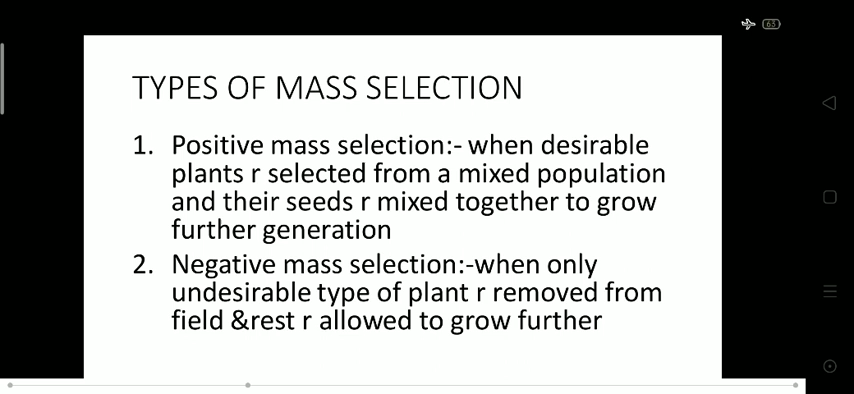 63
TYPES OF MASS SELECTION
1. Positive mass selection:- when desirable
plants r selected from a mixed population
and their seeds r mixed together to grow
further generation
2. Negative mass selection:-when only
undesirable type of plant r removed from
field &rest r allowed to grow further